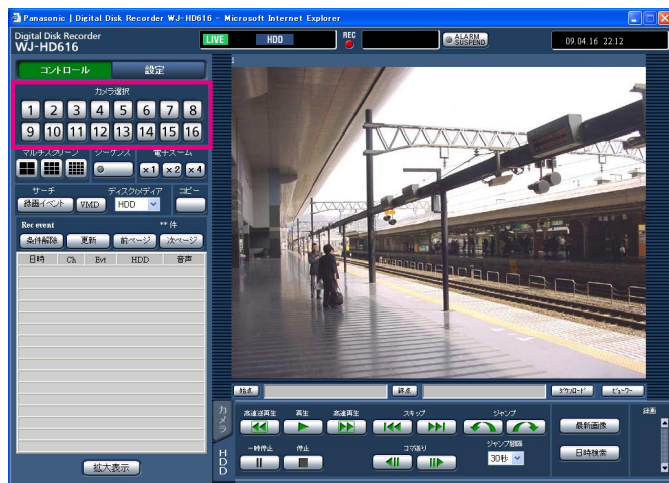 Panasonic | Digital Disk Recorder WJ-HD616 - Microsoft Internet Explorer
Digital Disk Recorder
WJ-HD616
LIVE HDD REC ALARM SUSPEND 09.04.16 22:12
コントロール 設定
カメラ選択
1 2 3 4 5 6 7 8
9 10 11 12 13 14 15 16
マルチスクリーン シーケンス 電子ズーム
×1 ×2 ×4
サーチ ディスク/メディア コピー
録画イベント VMD HDD
Rec event ** 件
条件解除 更新 前ページ 次ページ
日時 Ch Evt HDD 音声
拡大表示
始点 終点 ダウンロード ビューワー
カメラ
HDD
高速逆再生 再生 高速再生 スキップ ジャンプ
最新画像
録画
一時停止 停止 コマ送り ジャンプ間隔
30秒
日時検索